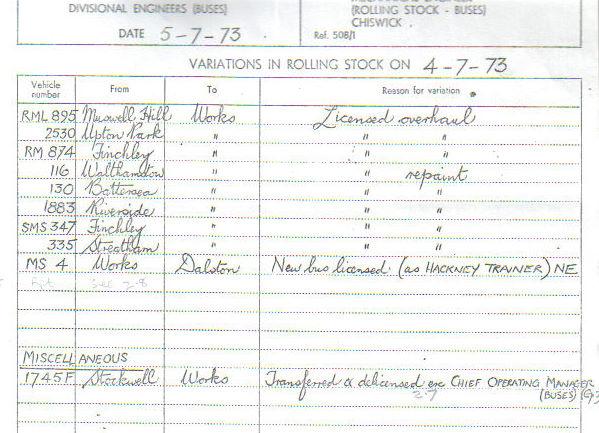 DIVISIONAL ENGINEERS (BUSES)
(ROLLING STOCK - BUSES)
CHISWICK .
DATE 5-7-73
Ref. 508/1
VARIATIONS IN ROLLING STOCK ON 4-7-73
Vehicle number From To Reason for variation
RML 895 Muswell Hill Works Licensed overhaul
2530 Upton Park " " "
RM 874 Finchley " " "
116 Walthamstow " " repaint
130 Battersea " " "
1883 Riverside " " "
SMS 347 Finchley " " "
335 Streatham " " "
MS 4 Works Dalston New bus licensed (as HACKNEY TRAINER) NE
MISCELLANEOUS
1745F Stockwell Works Transferred & delicensed exc CHIEF OPERATING MANAGER
2.7 (BUSES)